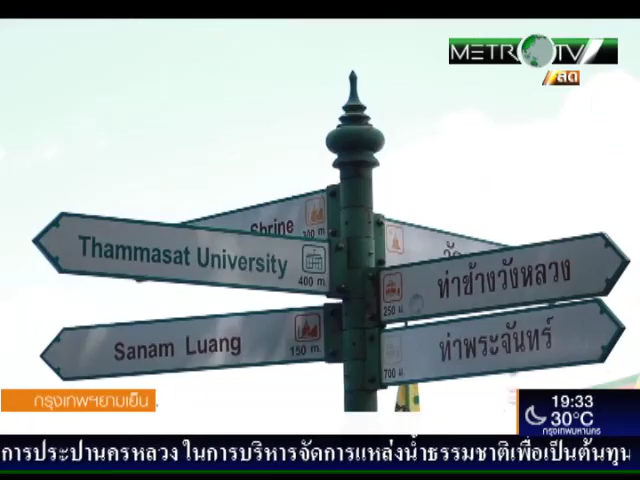 METRO TV
สด
Shrine
300 m
Thammasat University
400 m
ท่าช้างวังหลวง
250 ม.
Sanam Luang
150 m.
ท่าพระจันทร์
700 ม.
กรุงเทพฯยามเย็น
19:33
30°C
กรุงเทพมหานคร
การประปานครหลวง ในการบริหารจัดการแหล่งน้ำธรรมชาติเพื่อเป็นต้นทุน